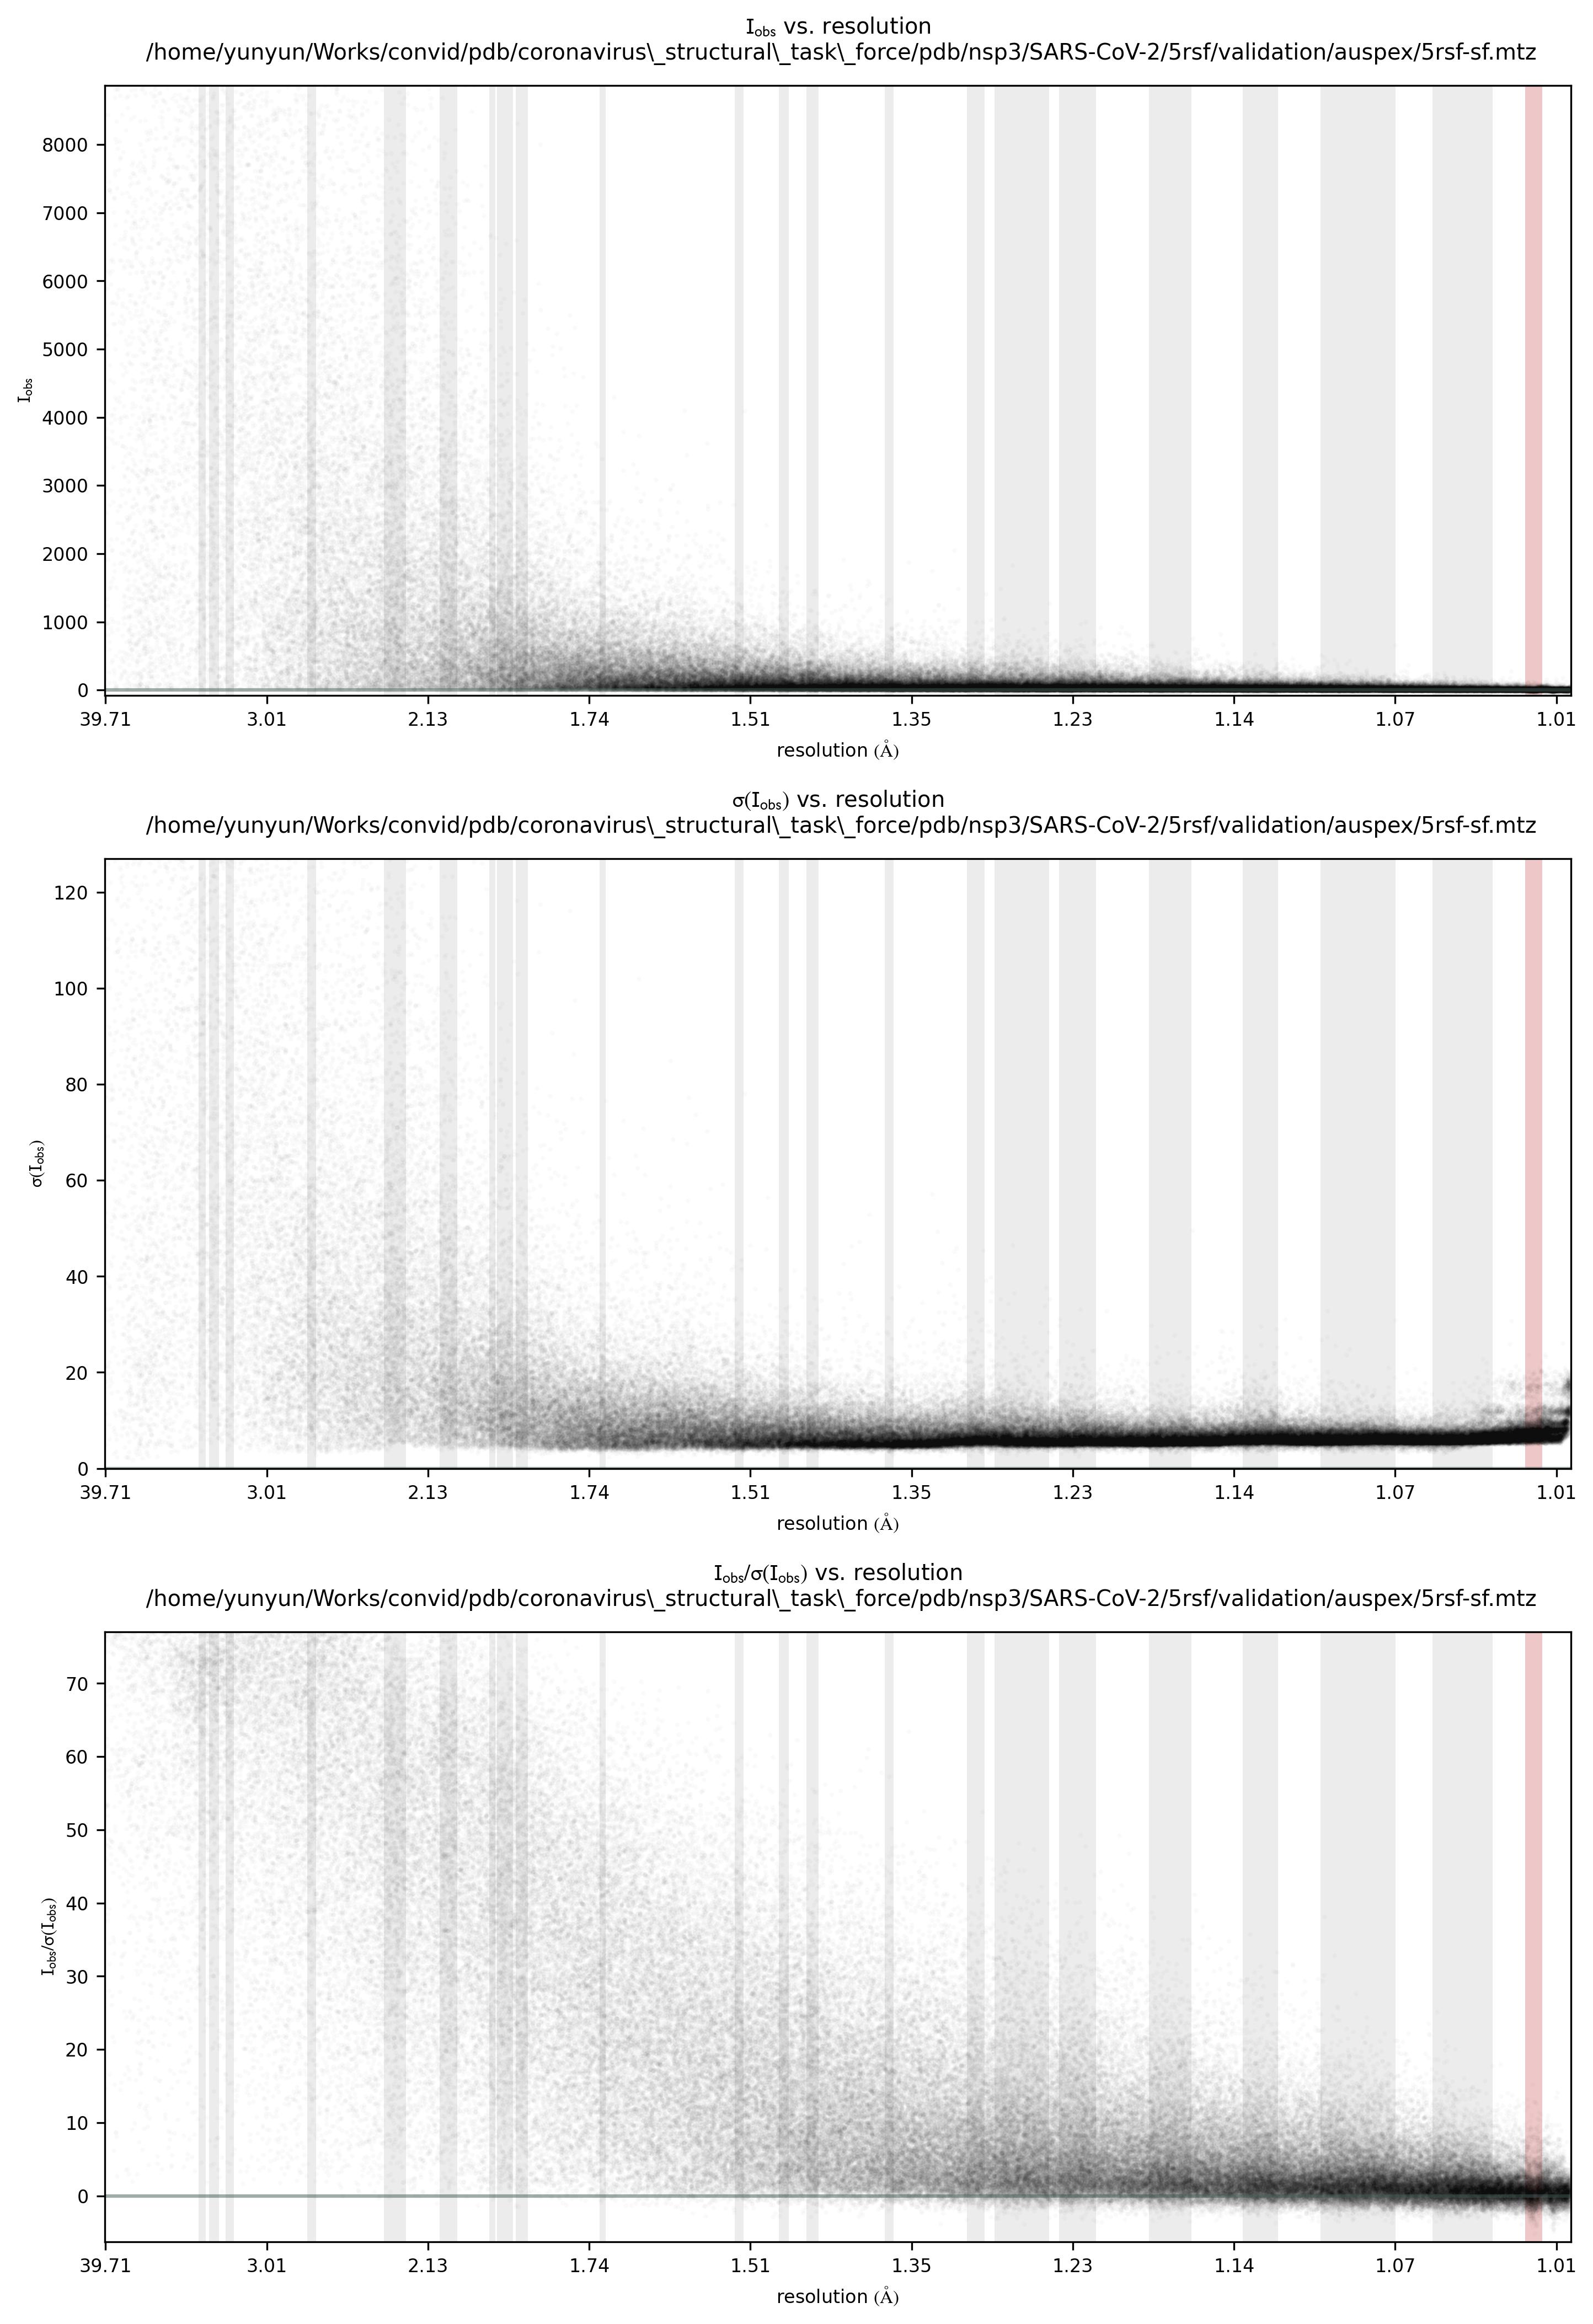 I_obs vs. resolution
/home/yunyun/Works/convid/pdb/coronavirus\_structural\_task\_force/pdb/nsp3/SARS-CoV-2/5rsf/validation/auspex/5rsf-sf.mtz
8000
7000
6000
5000
4000
3000
2000
1000
0
I_obs
39.71 3.01 2.13 1.74 1.51 1.35 1.23 1.14 1.07 1.01
resolution (Å)
σ(I_obs) vs. resolution
/home/yunyun/Works/convid/pdb/coronavirus\_structural\_task\_force/pdb/nsp3/SARS-CoV-2/5rsf/validation/auspex/5rsf-sf.mtz
120
100
80
60
40
20
0
σ(I_obs)
39.71 3.01 2.13 1.74 1.51 1.35 1.23 1.14 1.07 1.01
resolution (Å)
I_obs/σ(I_obs) vs. resolution
/home/yunyun/Works/convid/pdb/coronavirus\_structural\_task\_force/pdb/nsp3/SARS-CoV-2/5rsf/validation/auspex/5rsf-sf.mtz
70
60
50
40
30
20
10
0
I_obs/σ(I_obs)
39.71 3.01 2.13 1.74 1.51 1.35 1.23 1.14 1.07 1.01
resolution (Å)